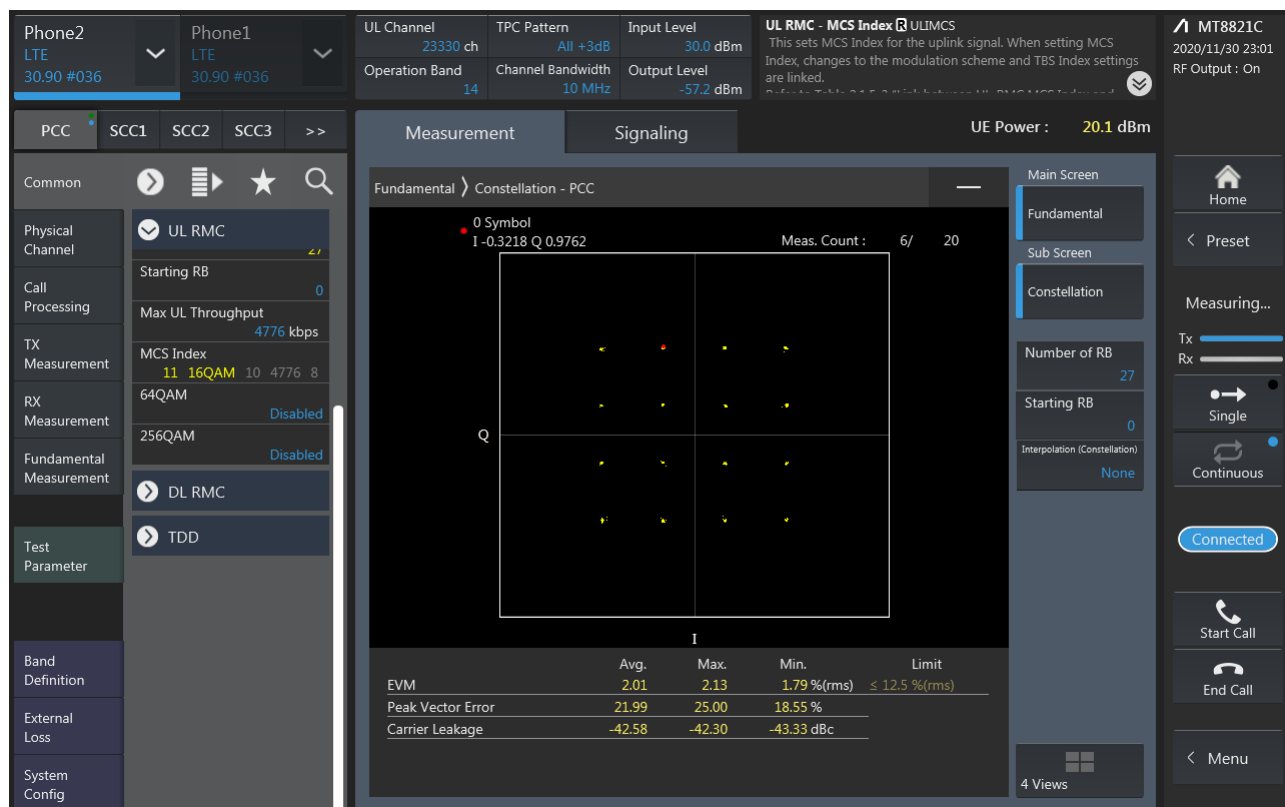 Phone2
LTE
30.90 #036
Phone1
LTE
30.90 #036
UL Channel
23330 ch
TPC Pattern
All +3dB
Input Level
30.0 dBm
Operation Band
14
Channel Bandwidth
10 MHz
Output Level
-57.2 dBm
UL RMC - MCS Index R ULIMCS
This sets MCS Index for the uplink signal. When setting MCS
Index, changes to the modulation scheme and TBS Index settings
are linked.
MT8821C
2020/11/30 23:01
RF Output : On
PCC SCC1 SCC2 SCC3 >>
Measurement
Signaling
UE Power : 20.1 dBm
Common
Physical
Channel
Call
Processing
TX
Measurement
RX
Measurement
Fundamental
Measurement
Test
Parameter
Band
Definition
External
Loss
System
Config
UL RMC
27
Starting RB
0
Max UL Throughput
4776 kbps
MCS Index
11 16QAM 10 4776 8
64QAM
Disabled
256QAM
Disabled
DL RMC
TDD
Fundamental 〉 Constellation - PCC
0 Symbol
I -0.3218 Q 0.9762
Meas. Count : 6/ 20
Q
I
Avg. Max. Min. Limit
EVM 2.01 2.13 1.79 %(rms) ≤ 12.5 %(rms)
Peak Vector Error 21.99 25.00 18.55 %
Carrier Leakage -42.58 -42.30 -43.33 dBc
Main Screen
Fundamental
Sub Screen
Constellation
Number of RB
27
Starting RB
0
Interpolation (Constellation)
None
4 Views
Home
< Preset
Measuring...
Tx
Rx
Single
Continuous
Connected
Start Call
End Call
< Menu